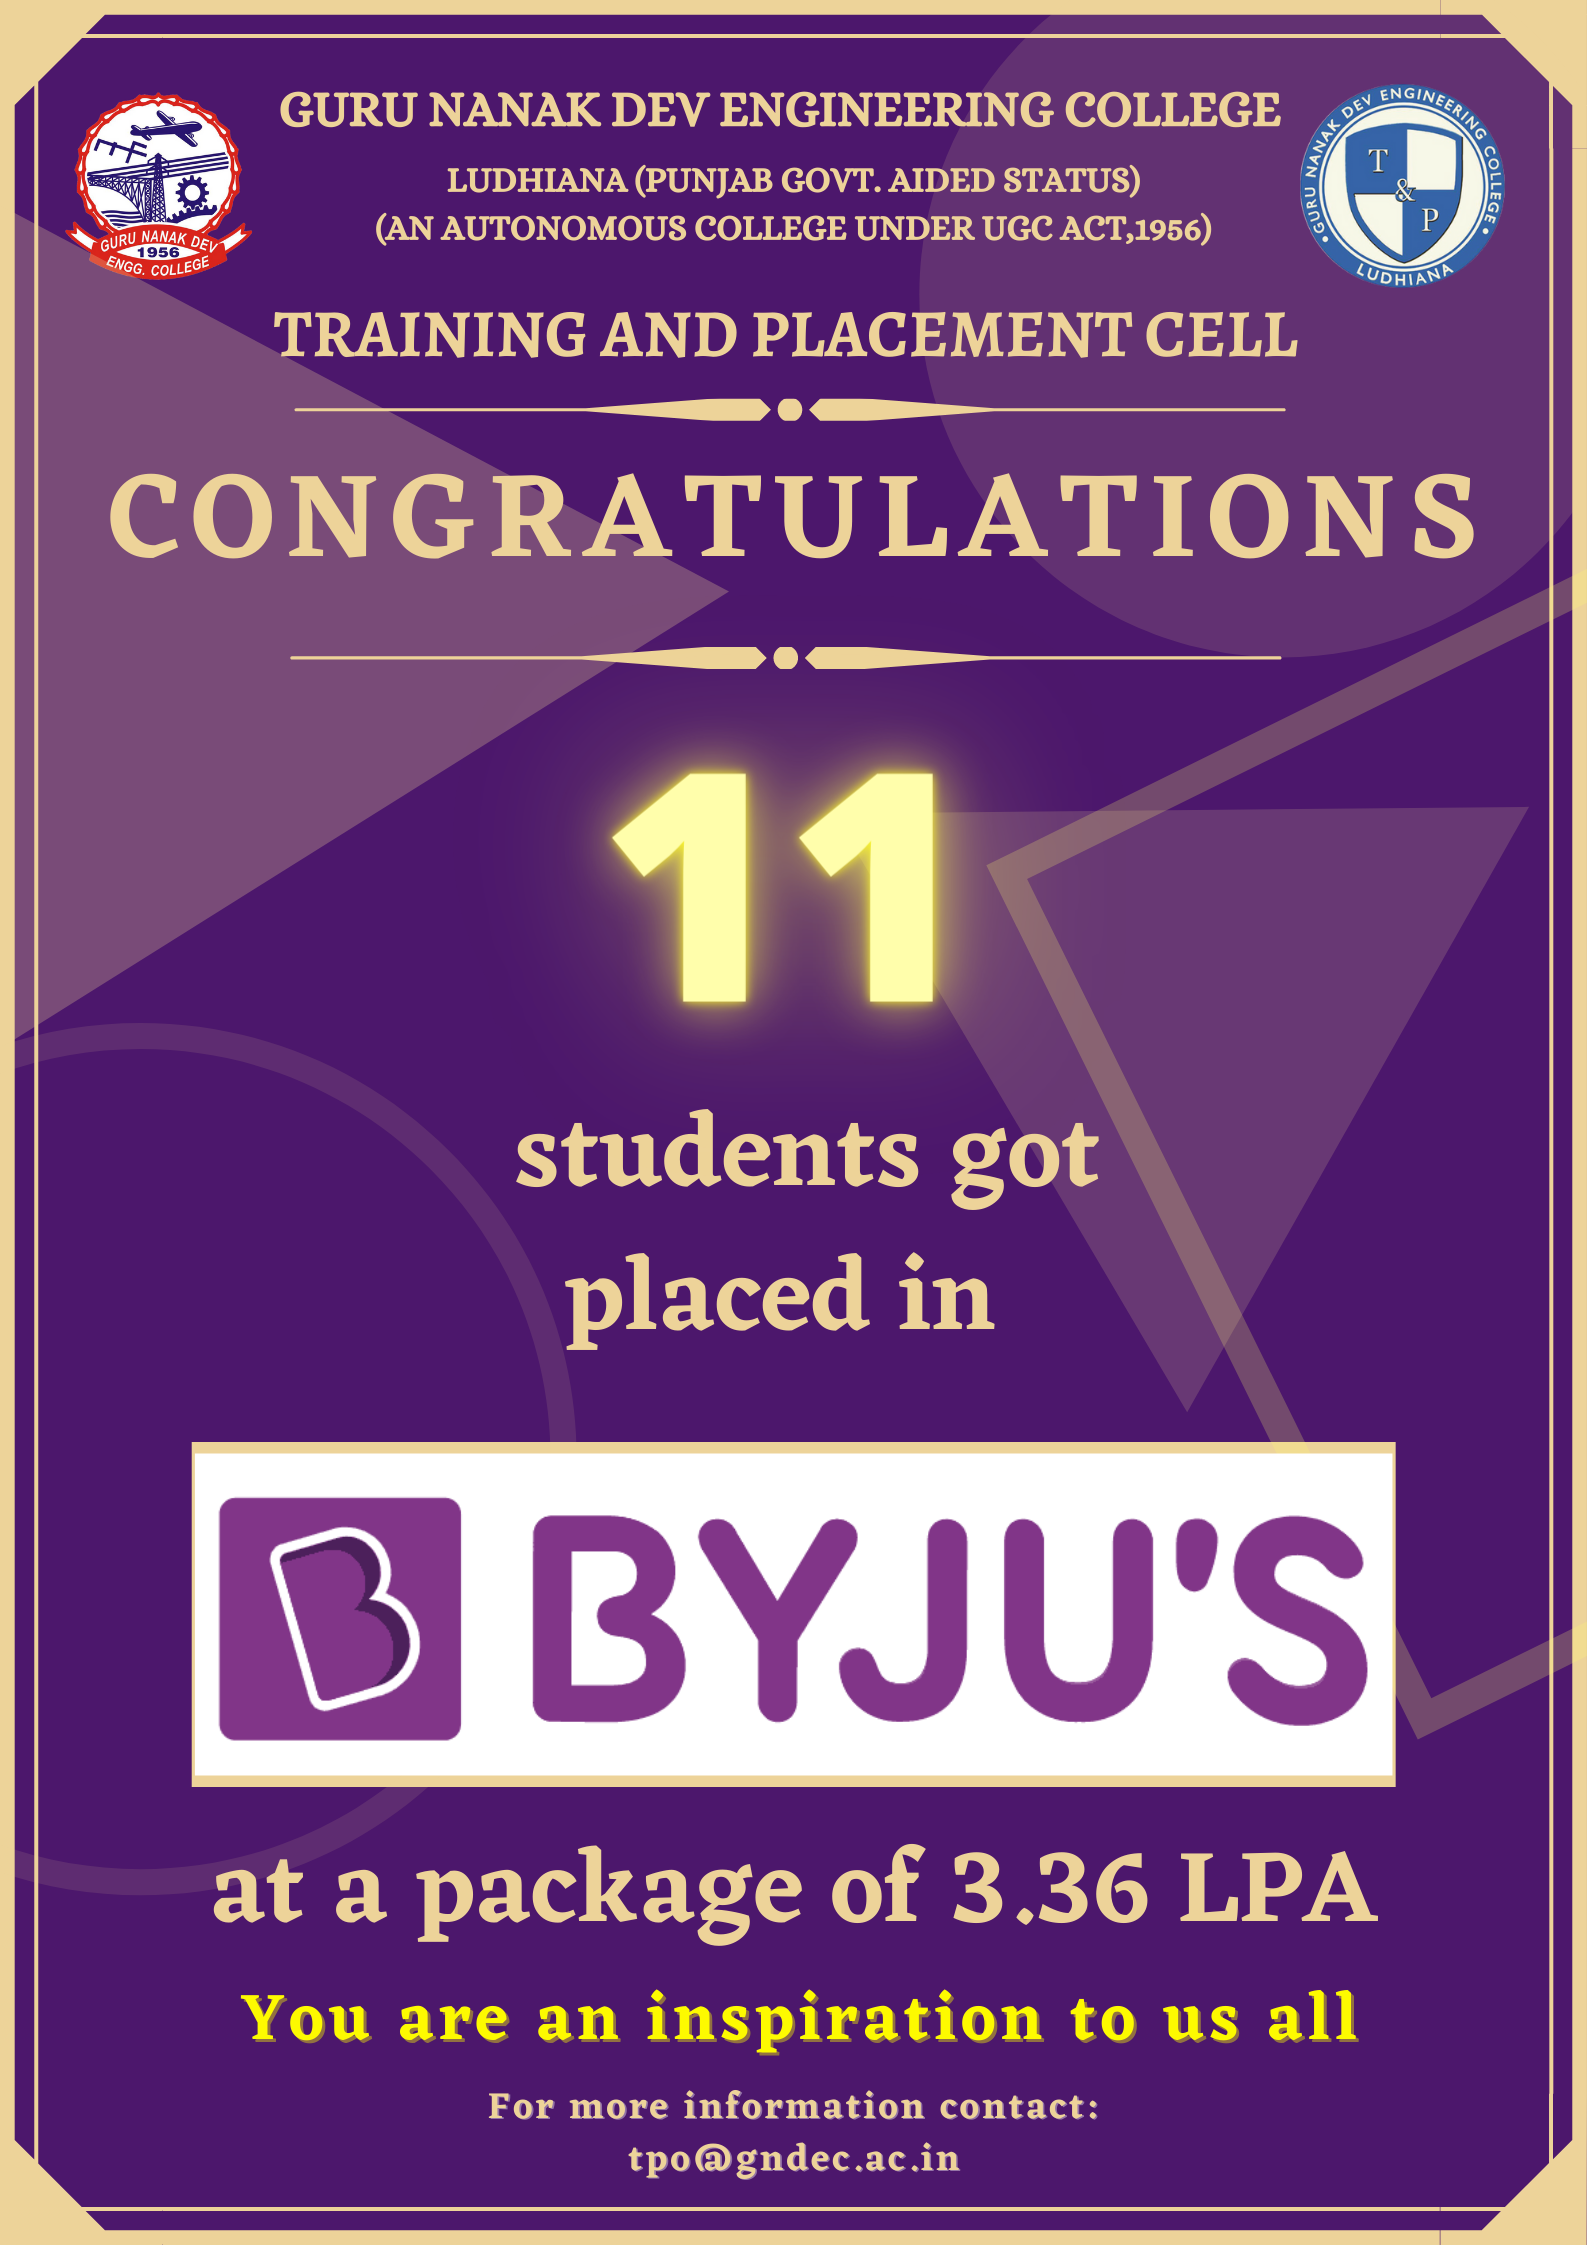 GURU NANAK DEV ENGINEERING COLLEGE
LUDHIANA (PUNJAB GOVT. AIDED STATUS)
(AN AUTONOMOUS COLLEGE UNDER UGC ACT,1956)
GURU NANAK DEV
1956
ENGG. COLLEGE
GURU NANAK DEV ENGINEERING COLLEGE
T
&
P
LUDHIANA
TRAINING AND PLACEMENT CELL
CONGRATULATIONS
11
students got
placed in
B BYJU'S
at a package of 3.36 LPA
You are an inspiration to us all
For more information contact:
tpo@gndec.ac.in